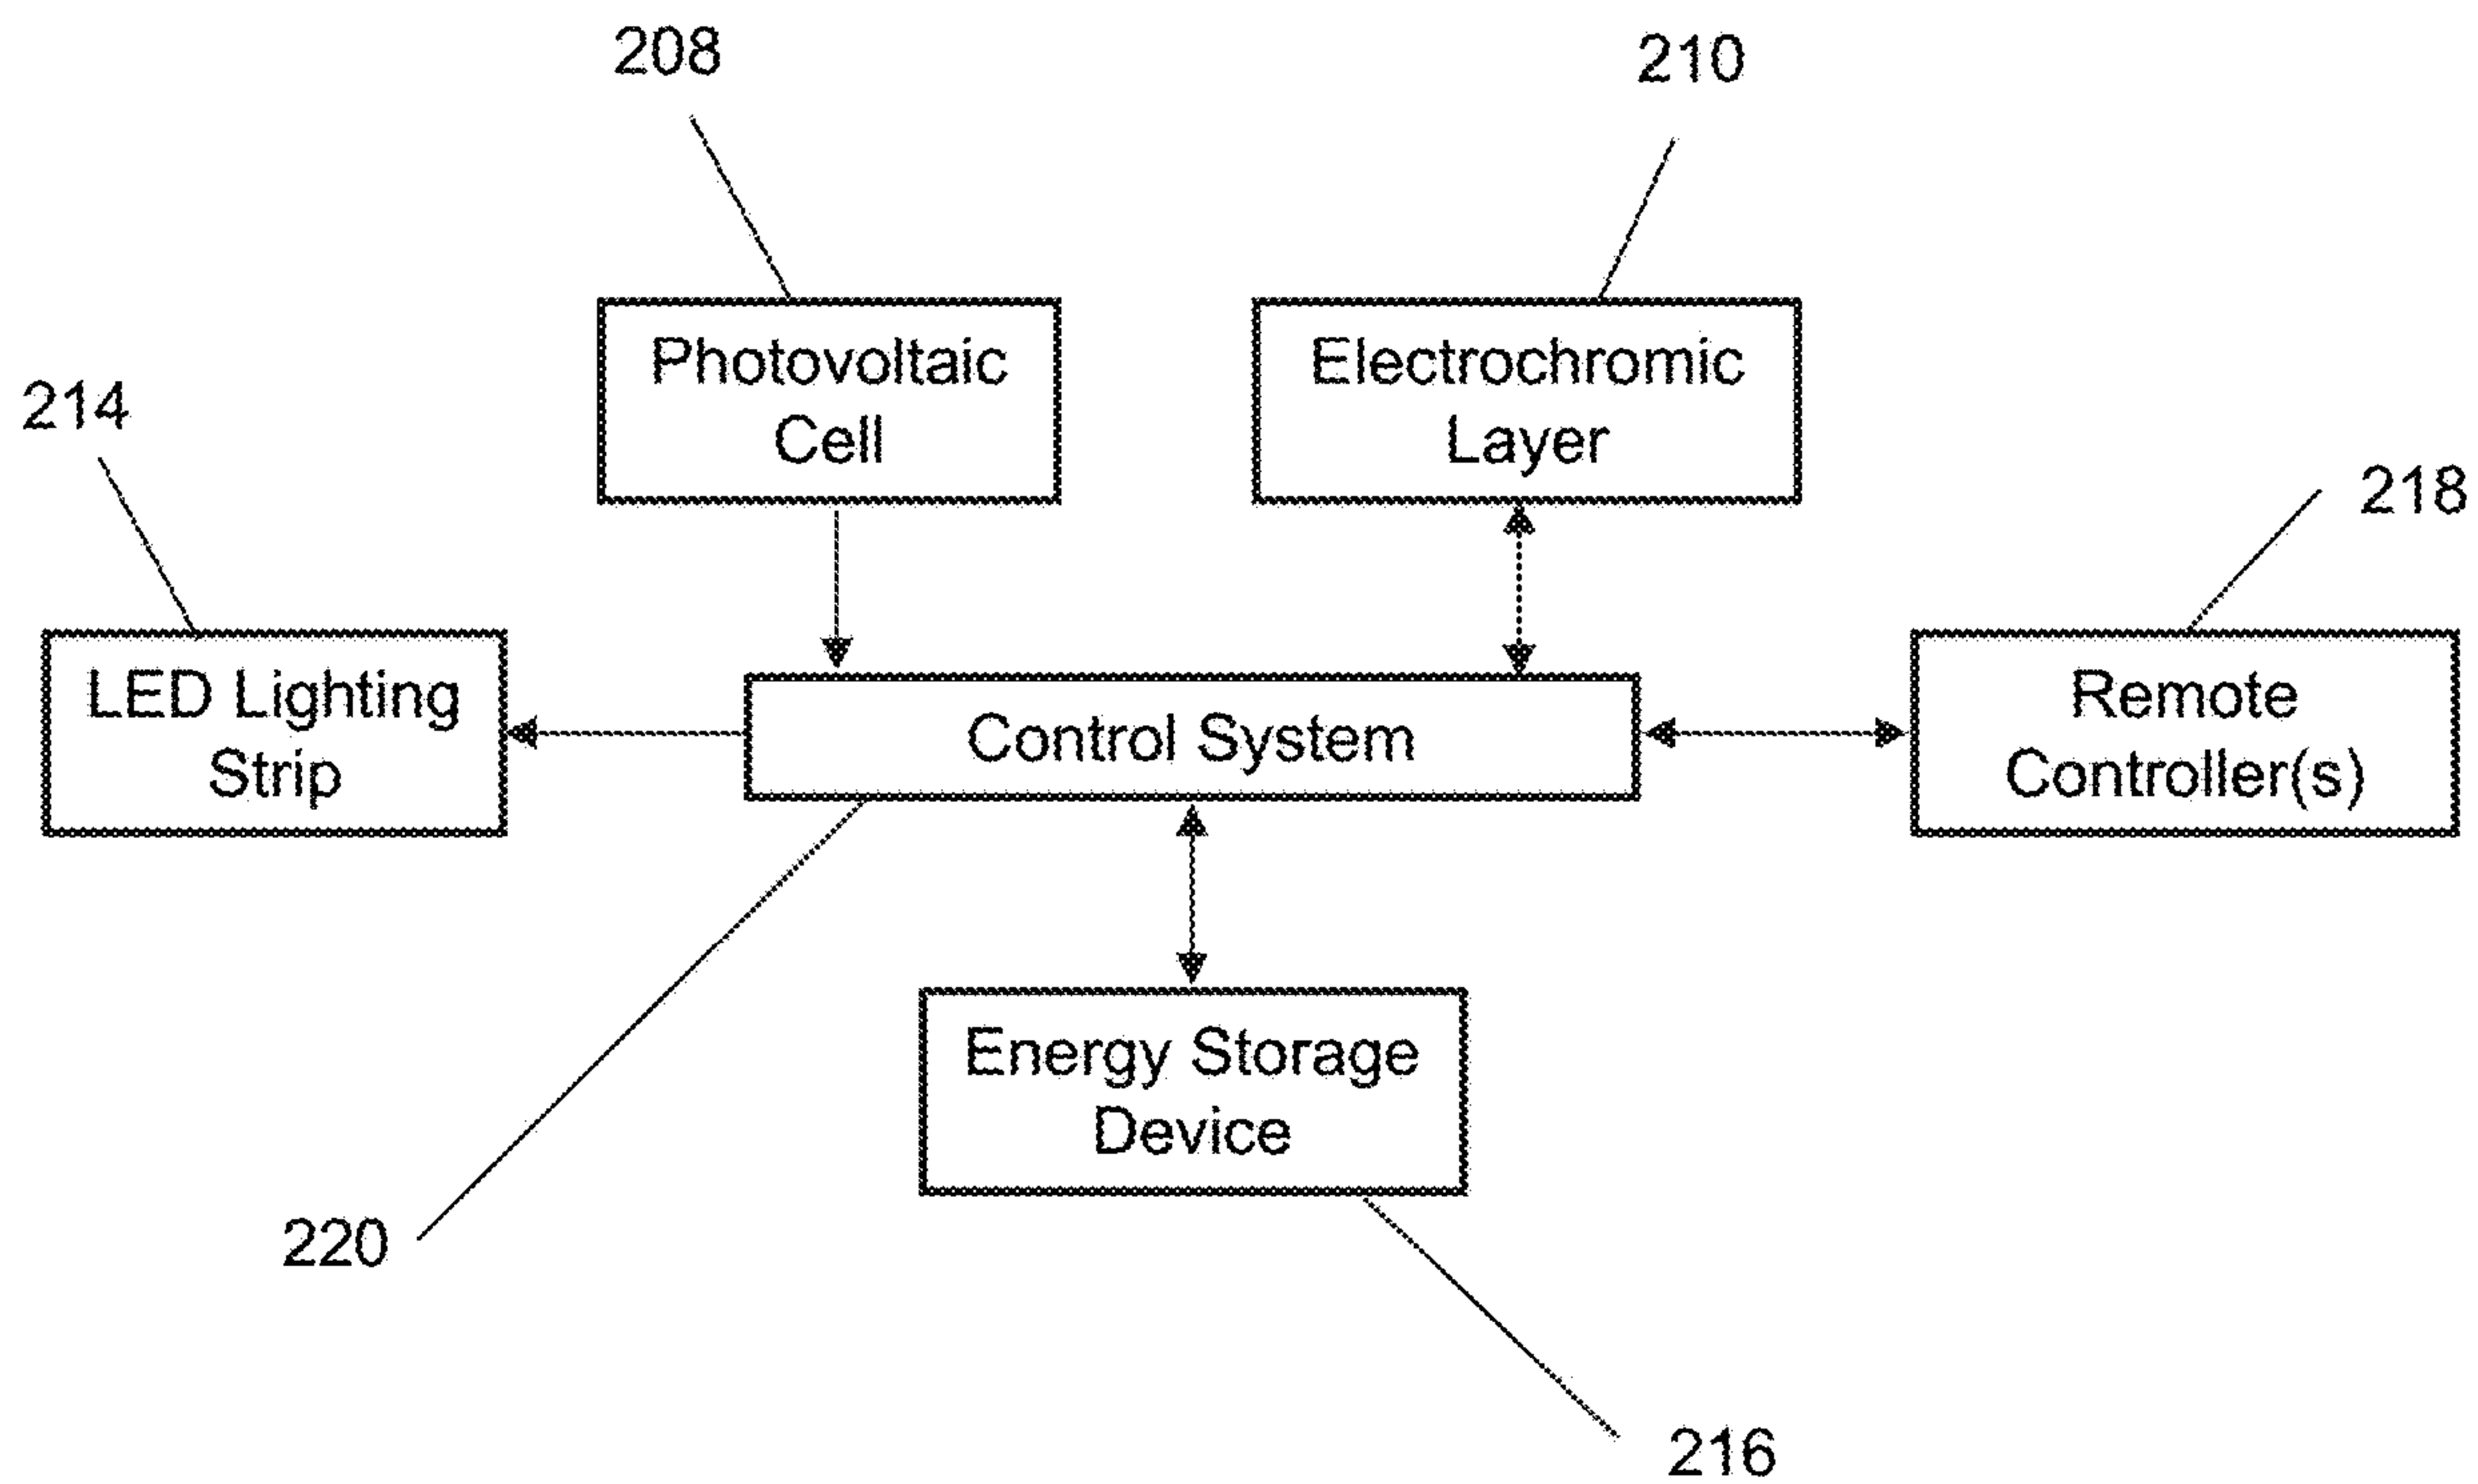 208
210
Photovoltaic
Cell
Electrochromic
Layer
214
218
LED Lighting
Strip
Control System
Remote
Controller(s)
Energy Storage
Device
220
216